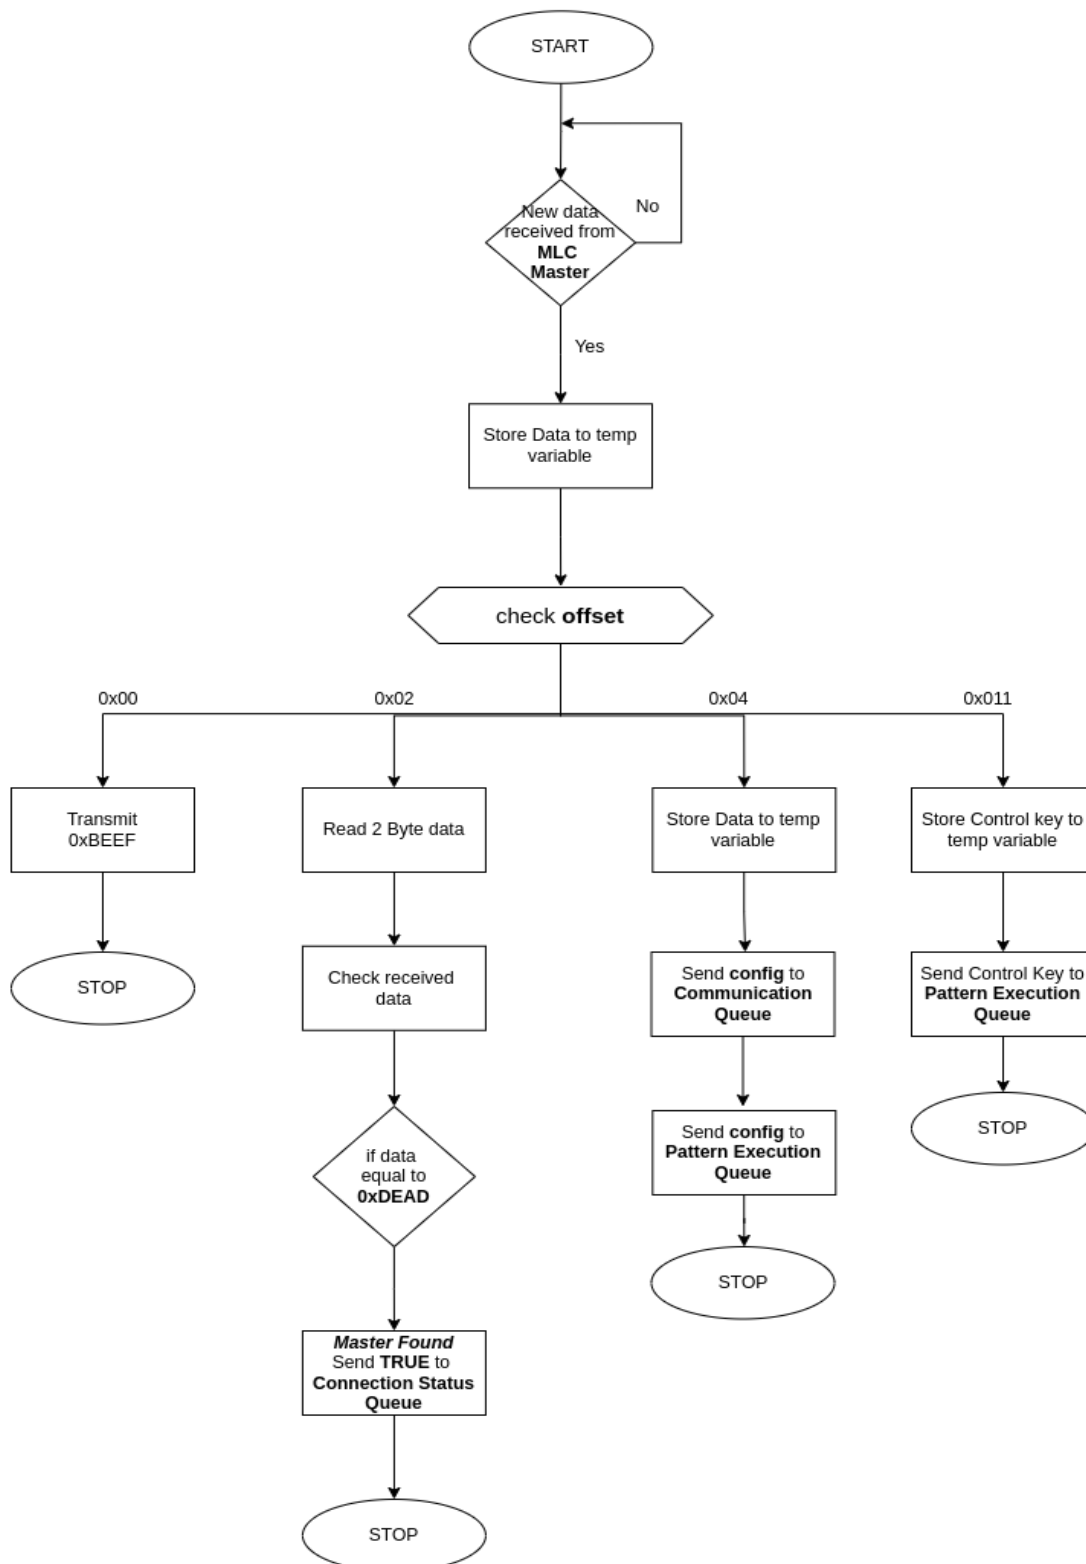 START
No
New data
received from
MLC
Master
Yes
Store Data to temp
variable
check offset
0x00
0x02
0x04
0x011
Transmit
0xBEEF
Read 2 Byte data
Store Data to temp
variable
Store Control key to
temp variable
STOP
Check received
data
Send config to
Communication
Queue
Send Control Key to
Pattern Execution
Queue
if data
equal to
0xDEAD
Send config to
Pattern Execution
Queue
STOP
STOP
Master Found
Send TRUE to
Connection Status
Queue
STOP